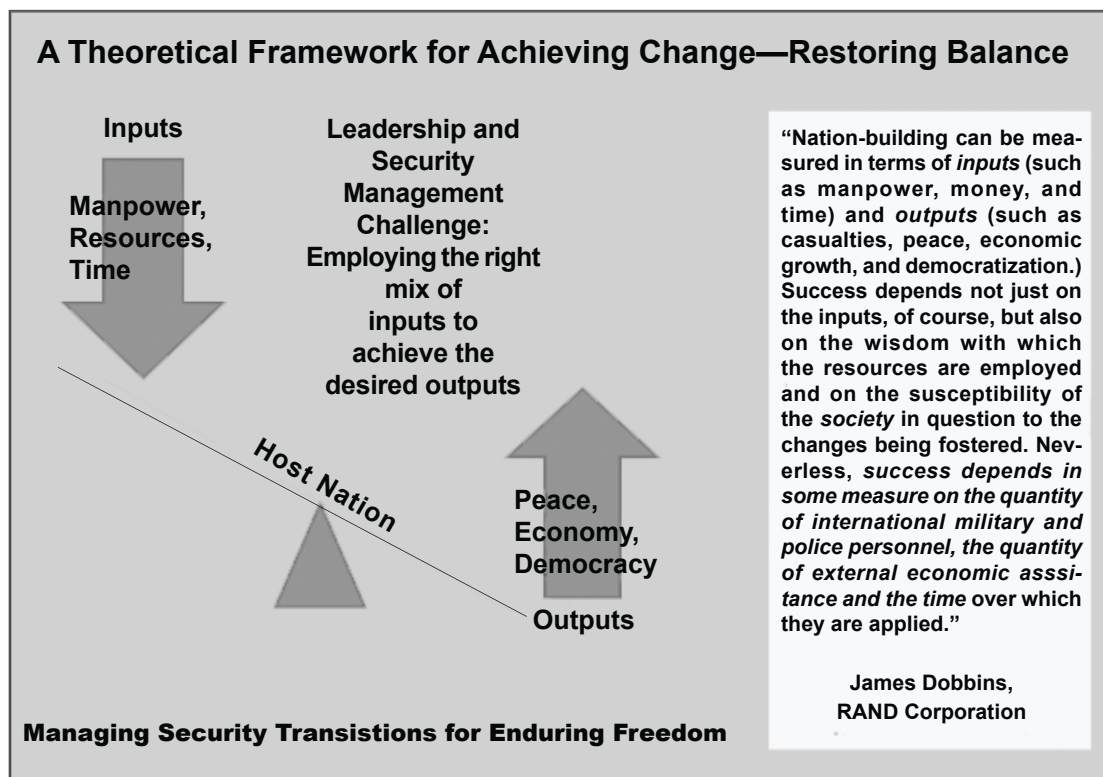 A Theoretical Framework for Achieving Change—Restoring Balance
Inputs
Manpower,
Resources,
Time
Leadership and
Security
Management
Challenge:
Employing the right
mix of
inputs to
achieve the
desired outputs
Host Nation
Peace,
Economy,
Democracy
Outputs
“Nation-building can be mea-
sured in terms of inputs (such
as manpower, money, and
time) and outputs (such as
casualties, peace, economic
growth, and democratization.)
Success depends not just on
the inputs, of course, but also
on the wisdom with which
the resources are employed
and on the susceptibility of
the society in question to the
changes being fostered. Nev-
erless, success depends in
some measure on the quantity
of international military and
police personnel, the quantity
of external economic asssi-
tance and the time over which
they are applied.”
James Dobbins,
RAND Corporation
Managing Security Transistions for Enduring Freedom